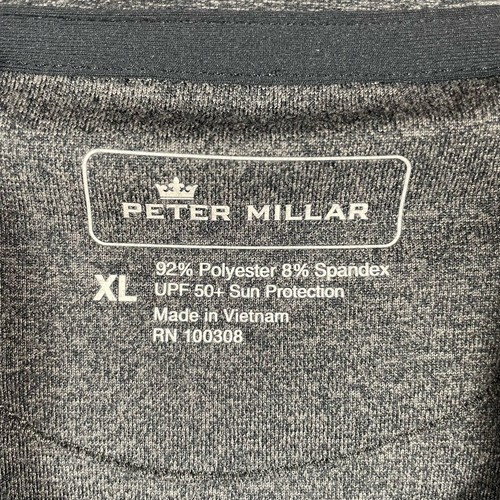 PETER MILLAR
XL
92% Polyester 8% Spandex
UPF 50+ Sun Protection
Made in Vietnam
RN 100308